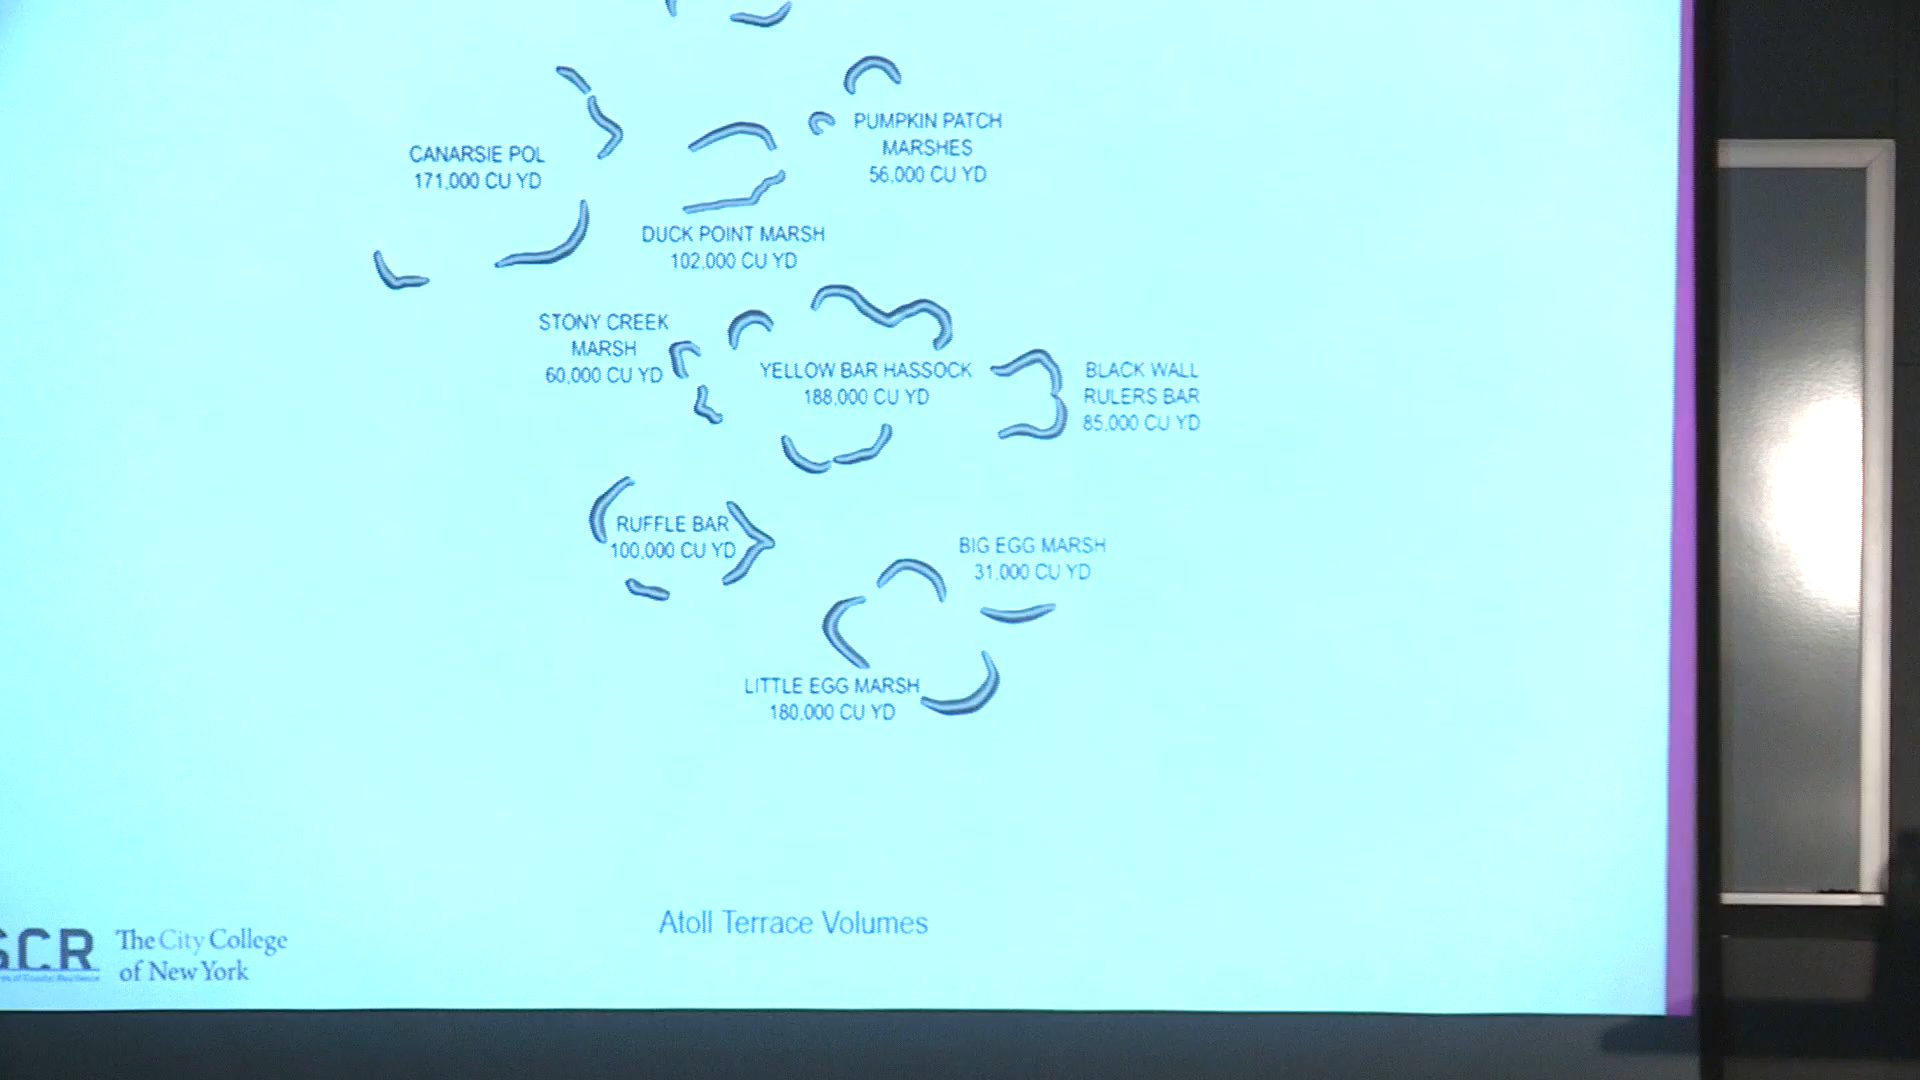 PUMPKIN PATCH
MARSHES
56,000 CU YD
CANARSIE POL
171,000 CU YD
DUCK POINT MARSH
102,000 CU YD
STONY CREEK
MARSH
60,000 CU YD
YELLOW BAR HASSOCK
188,000 CU YD
BLACK WALL
RULERS BAR
85,000 CU YD
RUFFLE BAR
100,000 CU YD
BIG EGG MARSH
31,000 CU YD
LITTLE EGG MARSH
180,000 CU YD
Atoll Terrace Volumes
SCR
The City College
of New York